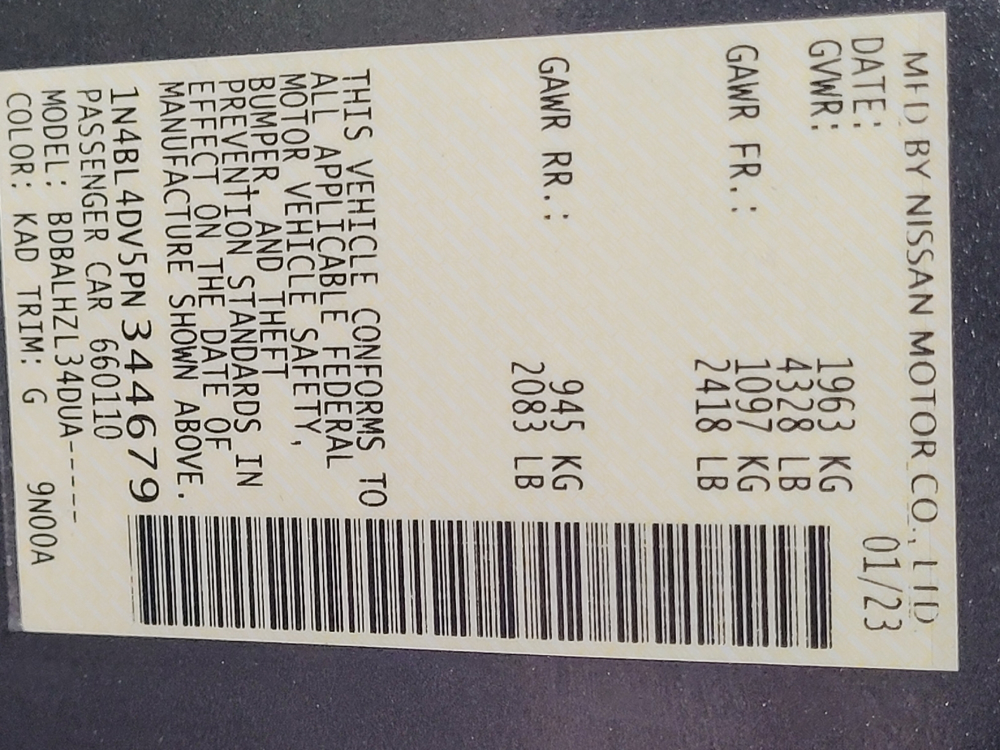 MFD BY NISSAN MOTOR CO., LTD
DATE: 01/23
GVWR: 1963 KG
4328 LB
GAWR FR.: 1097 KG
2418 LB
GAWR RR.: 945 KG
2083 LB
THIS VEHICLE CONFORMS TO
ALL APPLICABLE FEDERAL
MOTOR VEHICLE SAFETY,
BUMPER, AND THEFT
PREVENTION STANDARDS IN
EFFECT ON THE DATE OF
MANUFACTURE SHOWN ABOVE.
1N4BL4DV5PN344679
PASSENGER CAR 660110
MODEL: BDBALHZL34DUA-----
COLOR: KAD TRIM: G 9N00A